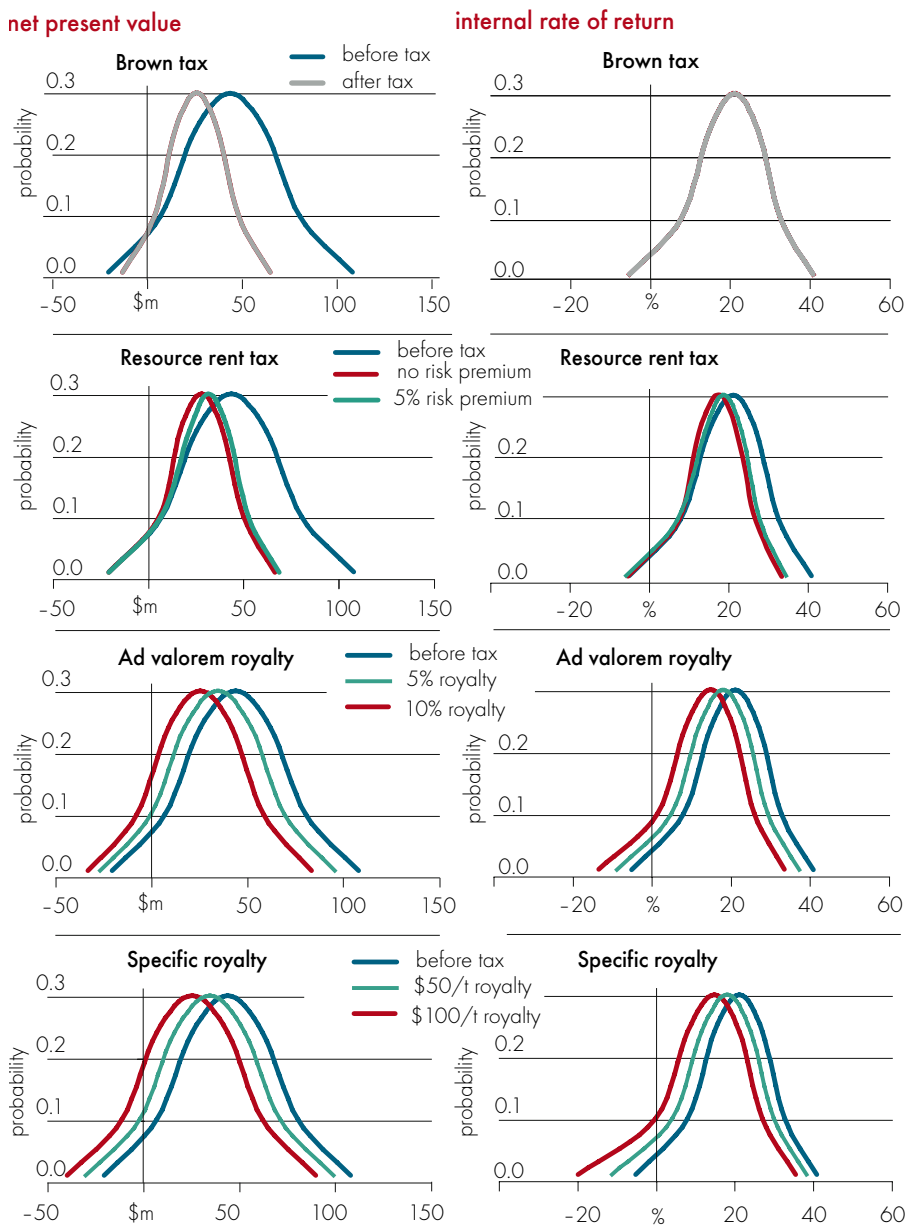 net present value
internal rate of return
Brown tax
before tax
after tax
Brown tax
probability
0.3
0.2
0.1
0.0
-50
$m
50
100
150
probability
0.3
0.2
0.1
0.0
-20
%
20
40
60
Resource rent tax
before tax
no risk premium
5% risk premium
Resource rent tax
probability
0.3
0.2
0.1
0.0
-50
$m
50
100
150
probability
0.3
0.2
0.1
0.0
-20
%
20
40
60
Ad valorem royalty
before tax
5% royalty
10% royalty
Ad valorem royalty
probability
0.3
0.2
0.1
0.0
-50
$m
50
100
150
probability
0.3
0.2
0.1
0.0
-20
%
20
40
60
Specific royalty
before tax
$50/t royalty
$100/t royalty
Specific royalty
probability
0.3
0.2
0.1
0.0
-50
$m
50
100
150
probability
0.3
0.2
0.1
0.0
-20
%
20
40
60